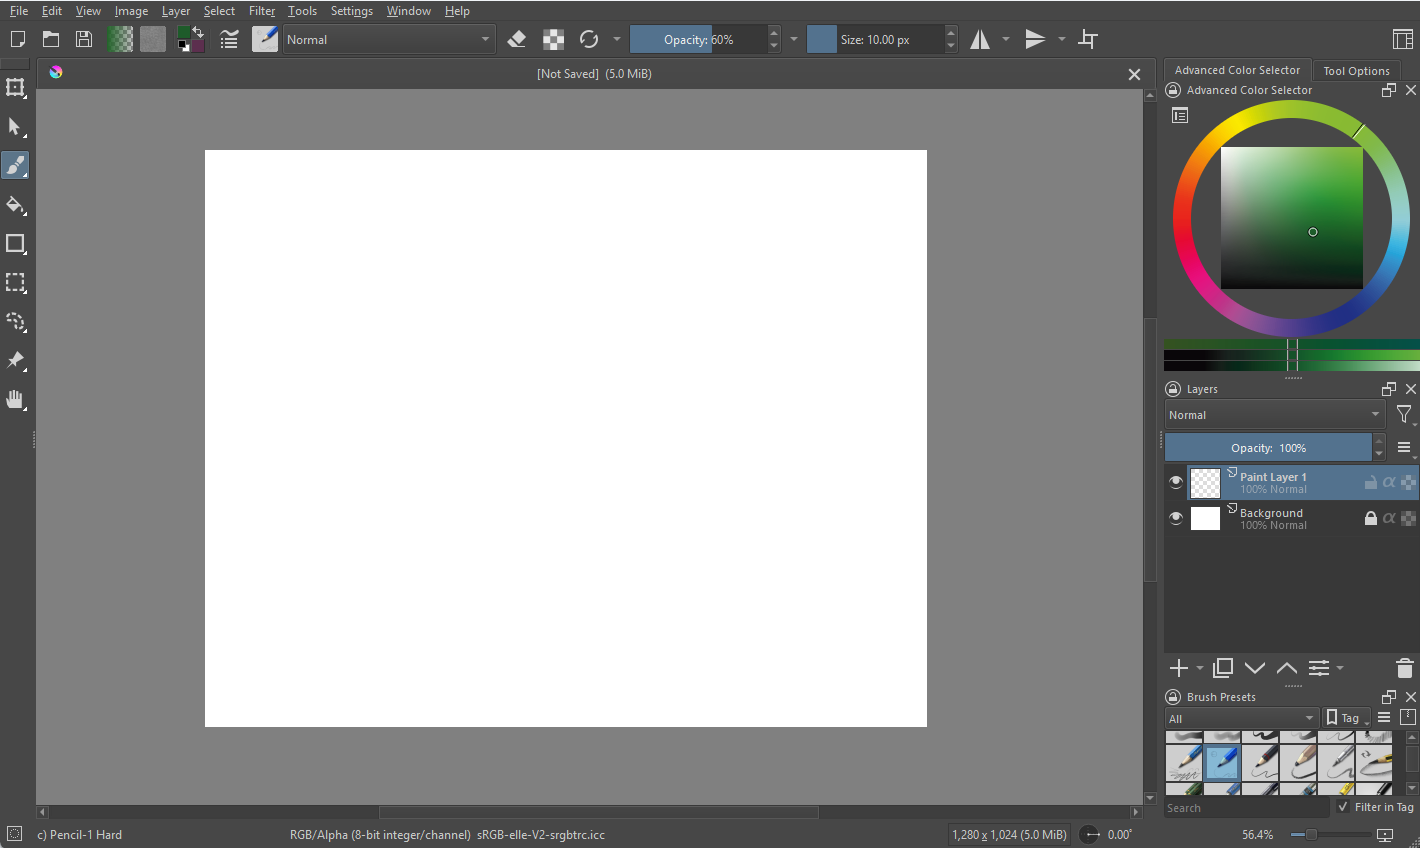 File Edit View Image Layer Select Filter Tools Settings Window Help
Normal Opacity: 60% Size: 10.00 px
[Not Saved] (5.0 MiB)
Advanced Color Selector Tool Options
Advanced Color Selector
Layers
Normal
Opacity: 100%
Paint Layer 1
100% Normal
α
Background
100% Normal
α
Brush Presets
All Tag
Search Filter in Tag
c) Pencil-1 Hard RGB/Alpha (8-bit integer/channel) sRGB-elle-V2-srgbtrc.icc 1,280 x 1,024 (5.0 MiB) 0.00° 56.4%